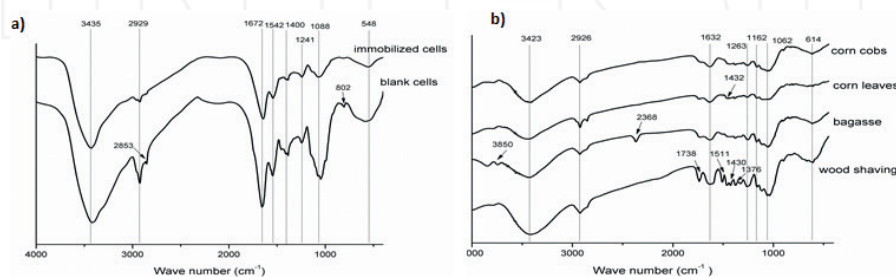 a)
3435 2929 1672 1542 1400 1088 548
1241
immobilized cells
blank cells
802
2853
4000 3000 2000 1000
Wave number (cm⁻¹)
b)
3423 2926 1632 1162 1062 614
1263
corn cobs
1432
corn leaves
2368
bagasse
3850
1738 1511
1430
1376
wood shaving
000 3000 2000 1000
Wave number (cm⁻¹)